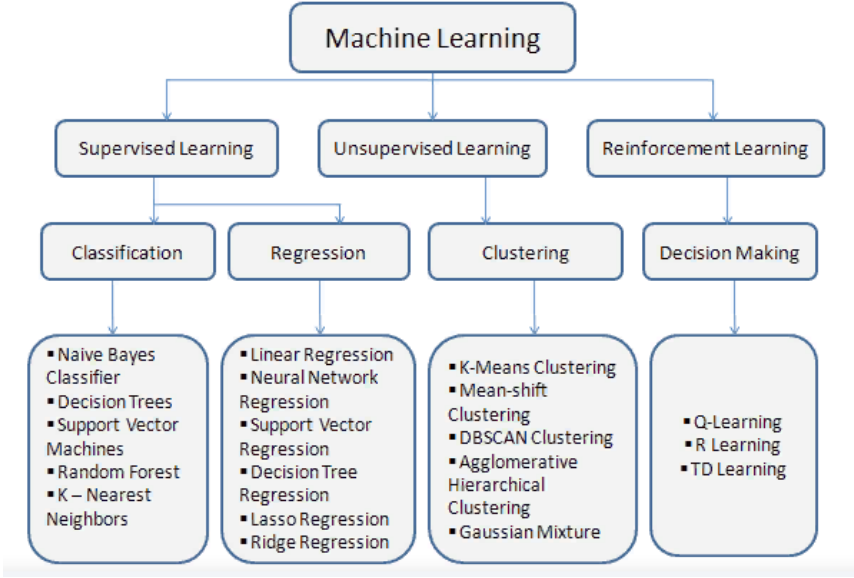 Machine Learning
Supervised Learning
Unsupervised Learning
Reinforcement Learning
Classification
Regression
Clustering
Decision Making
▪ Naive Bayes
Classifier
▪ Decision Trees
▪ Support Vector
Machines
▪ Random Forest
▪ K – Nearest
Neighbors
▪ Linear Regression
▪ Neural Network
Regression
▪ Support Vector
Regression
▪ Decision Tree
Regression
▪ Lasso Regression
▪ Ridge Regression
▪ K-Means Clustering
▪ Mean-shift
Clustering
▪ DBSCAN Clustering
▪ Agglomerative
Hierarchical
Clustering
▪ Gaussian Mixture
▪ Q-Learning
▪ R Learning
▪ TD Learning